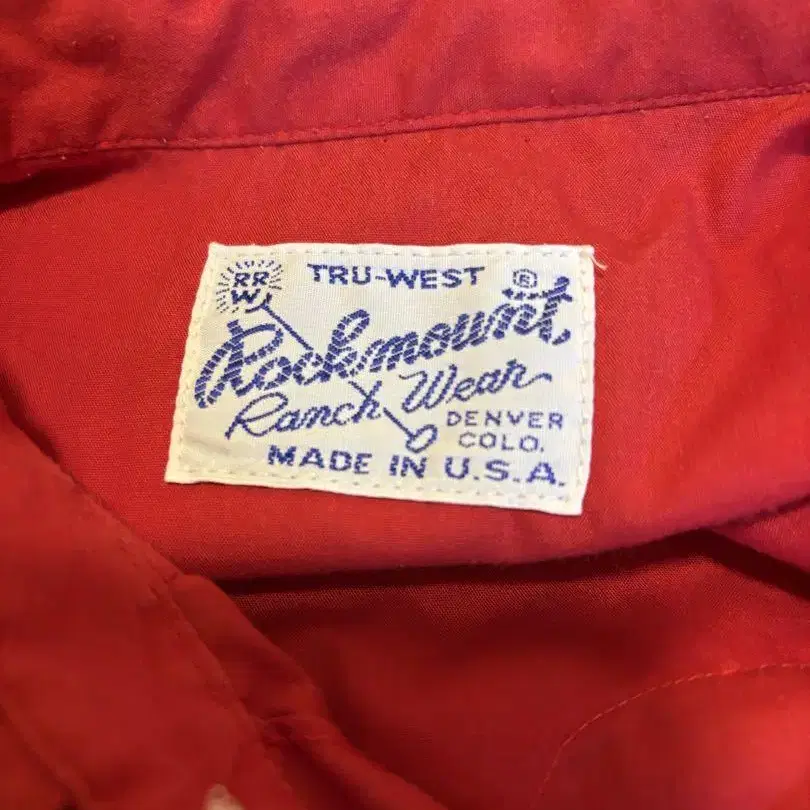 RR
W
TRU-WEST ®
Rockmount
Ranch Wear
DENVER
COLO.
MADE IN U.S.A.